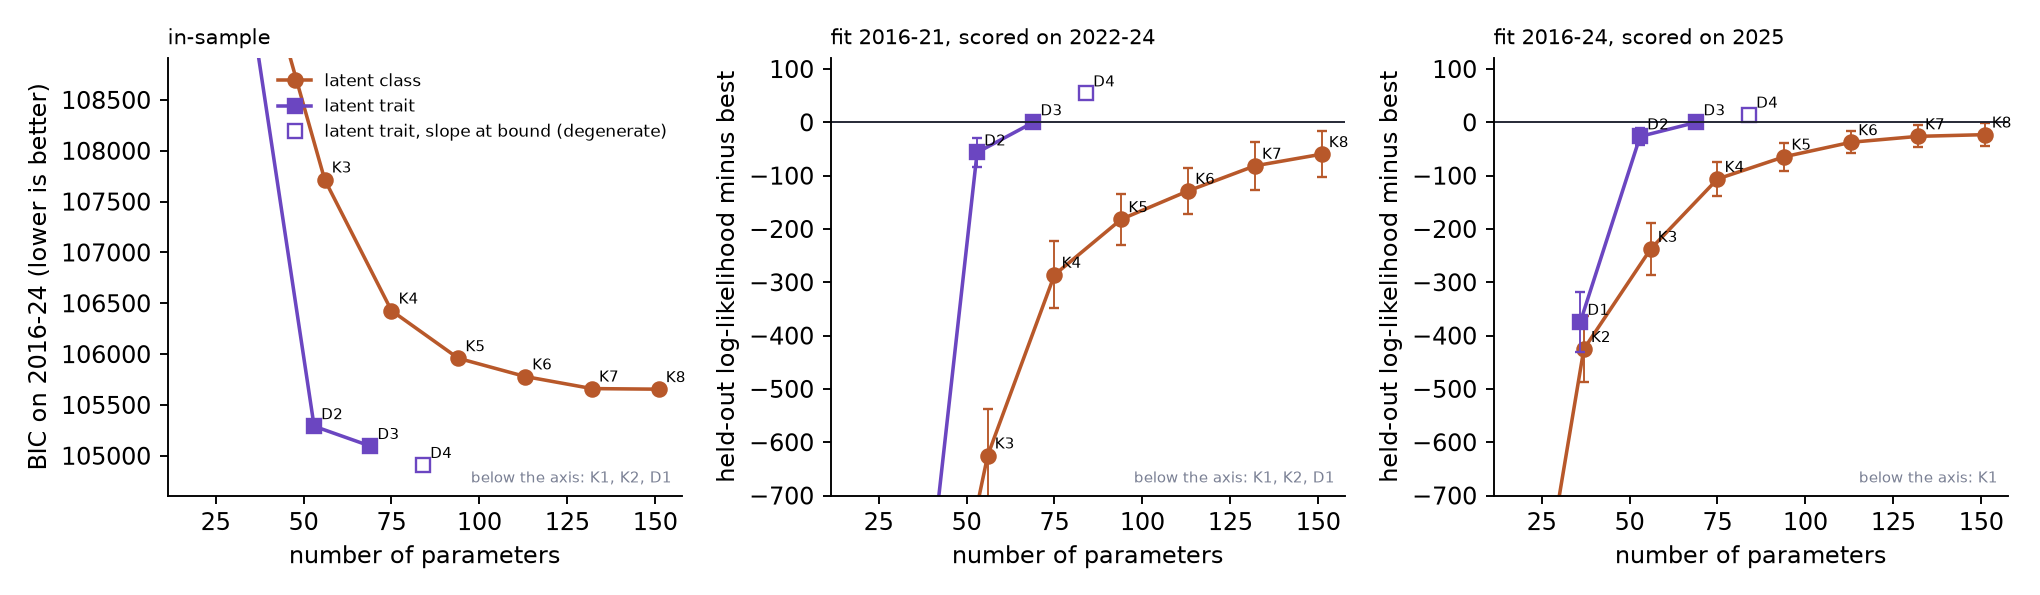 in-sample
BIC on 2016-24 (lower is better)
108500
108000
107500
107000
106500
106000
105500
105000
latent class
latent trait
latent trait, slope at bound (degenerate)
K3
K4
K5
K6
K7
K8
D2
D3
D4
below the axis: K1, K2, D1
25 50 75 100 125 150
number of parameters
fit 2016-21, scored on 2022-24
held-out log-likelihood minus best
100
0
−100
−200
−300
−400
−500
−600
−700
D4
D3
D2
K8
K7
K6
K5
K4
K3
below the axis: K1, K2, D1
25 50 75 100 125 150
number of parameters
fit 2016-24, scored on 2025
held-out log-likelihood minus best
100
0
−100
−200
−300
−400
−500
−600
−700
D4
D3
D2
K8
K7
K6
K5
K4
K3
D1
K2
below the axis: K1
25 50 75 100 125 150
number of parameters